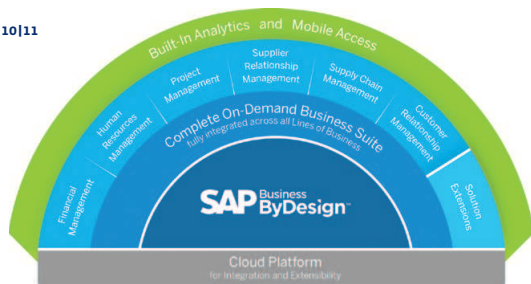 10|11
Built-In Analytics and Mobile Access
Financial
Management
Human
Resources
Management
Project
Management
Supplier
Relationship
Management
Supply Chain
Management
Customer
Relationship
Management
Solution
Extensions
Complete On-Demand Business Suite
fully integrated across all Lines of Business
SAP Business
ByDesign™
Cloud Platform
for Integration and Extensibility